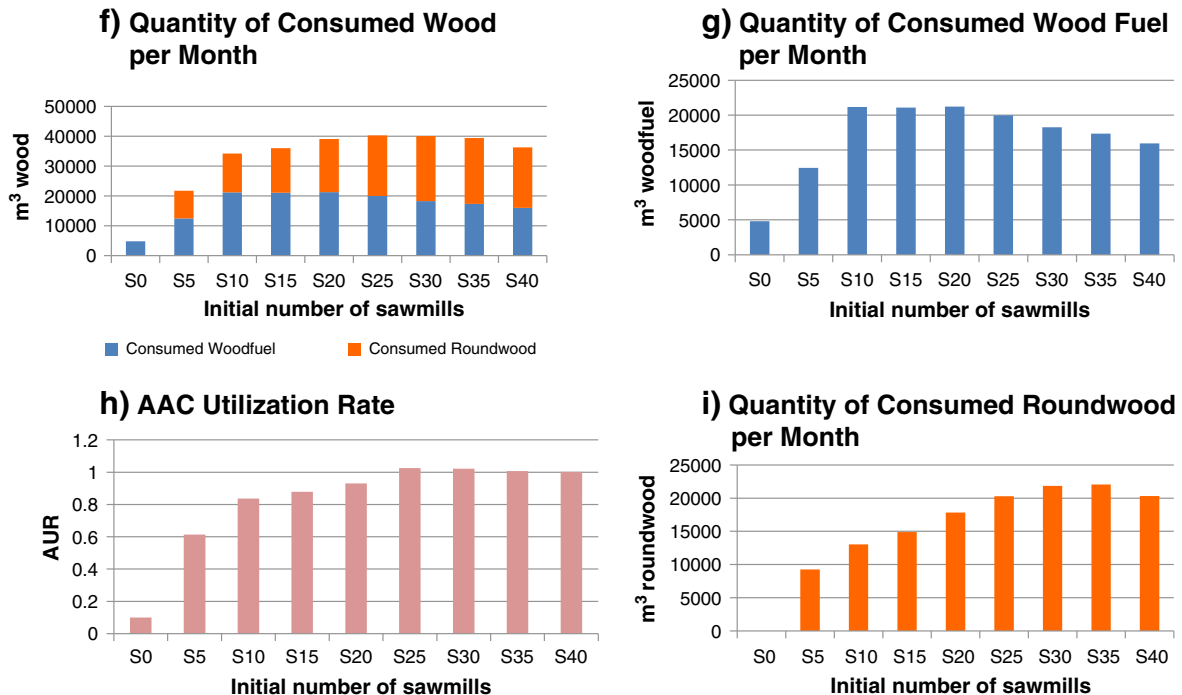 f) Quantity of Consumed Wood
per Month
50000
40000
30000
20000
10000
0
m³ wood
S0 S5 S10 S15 S20 S25 S30 S35 S40
Initial number of sawmills
Consumed Woodfuel Consumed Roundwood
g) Quantity of Consumed Wood Fuel
per Month
25000
20000
15000
10000
5000
0
m³ woodfuel
S0 S5 S10 S15 S20 S25 S30 S35 S40
Initial number of sawmills
h) AAC Utilization Rate
1.2
1
0.8
0.6
0.4
0.2
0
AUR
S0 S5 S10 S15 S20 S25 S30 S35 S40
Initial number of sawmills
i) Quantity of Consumed Roundwood
per Month
25000
20000
15000
10000
5000
0
m³ roundwood
S0 S5 S10 S15 S20 S25 S30 S35 S40
Initial number of sawmills